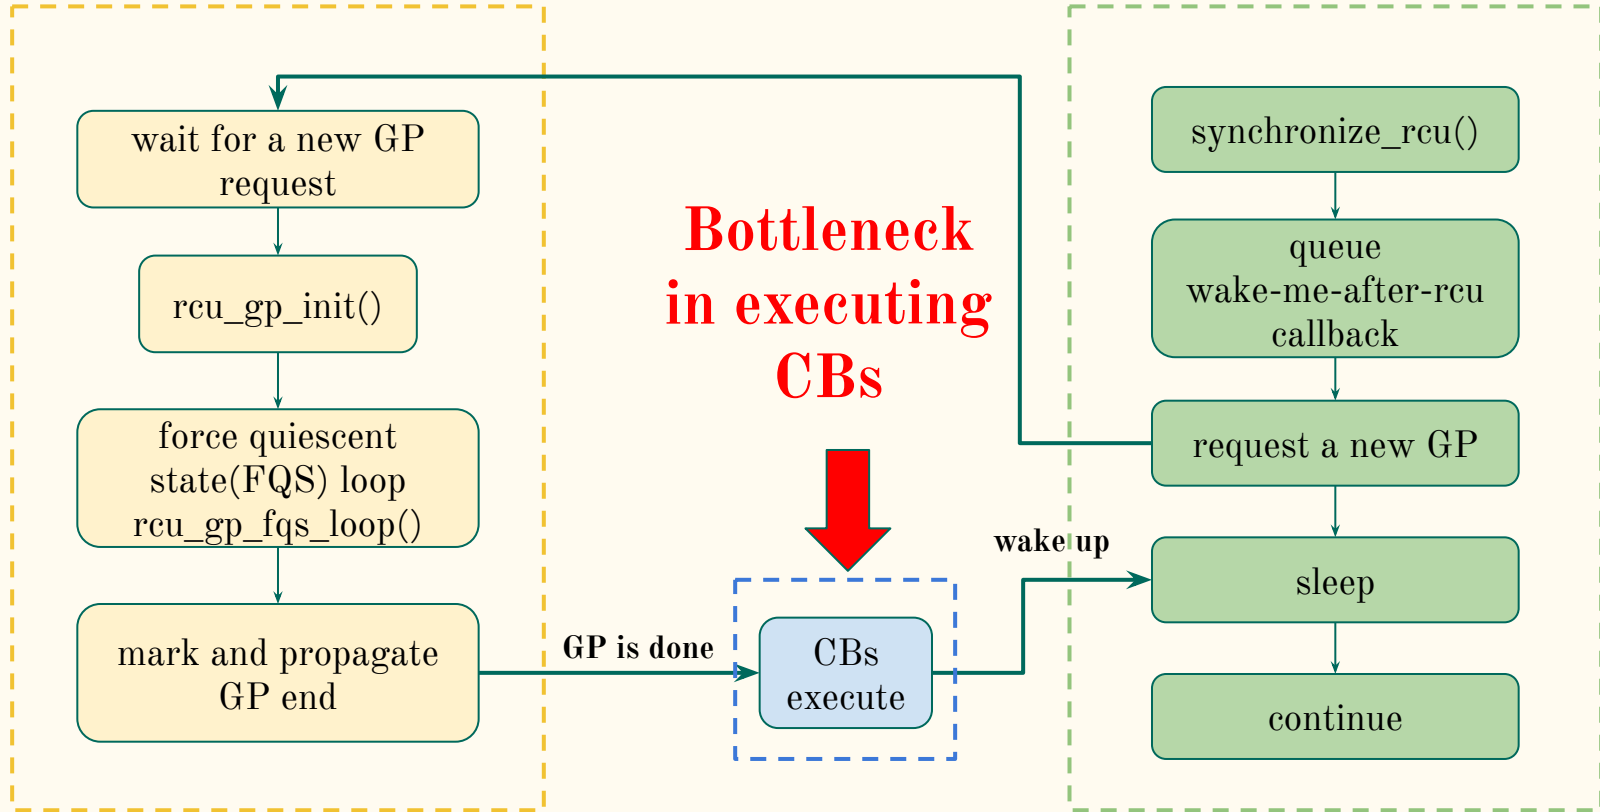 wait for a new GP
request
rcu_gp_init()
force quiescent
state(FQS) loop
rcu_gp_fqs_loop()
mark and propagate
GP end
GP is done
Bottleneck
in executing
CBs
CBs
execute
wake up
synchronize_rcu()
queue
wake-me-after-rcu
callback
request a new GP
sleep
continue